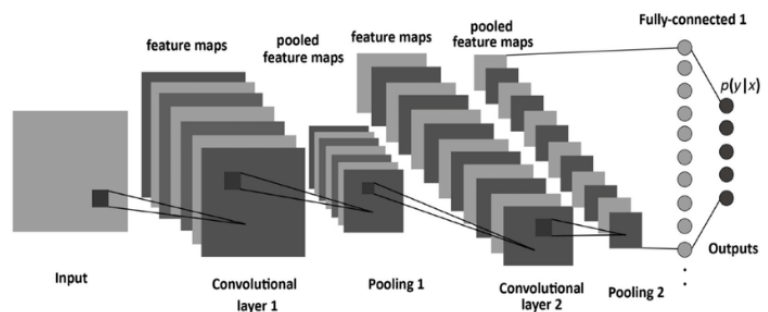 feature maps
pooled
feature maps
feature maps
pooled
feature maps
Fully-connected 1
p(y|x)
Input
Convolutional
layer 1
Pooling 1
Convolutional
layer 2
Pooling 2
Outputs